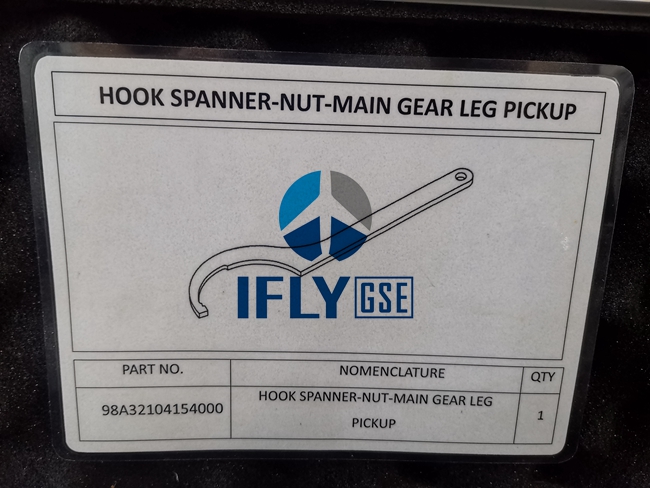 HOOK SPANNER-NUT-MAIN GEAR LEG PICKUP
IFLY GSE
PART NO. NOMENCLATURE QTY
98A32104154000 HOOK SPANNER-NUT-MAIN GEAR LEG PICKUP 1